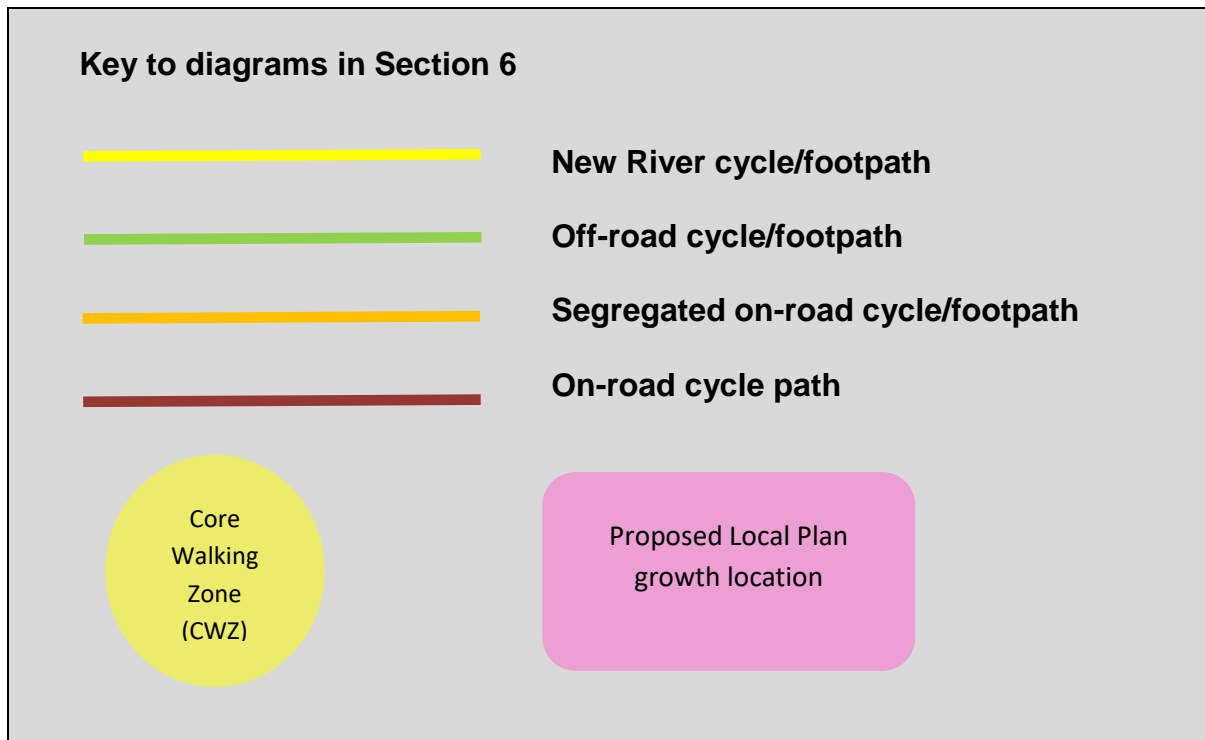 Key to diagrams in Section 6
New River cycle/footpath
Off-road cycle/footpath
Segregated on-road cycle/footpath
On-road cycle path
Core
Walking
Zone
(CWZ)
Proposed Local Plan
growth location